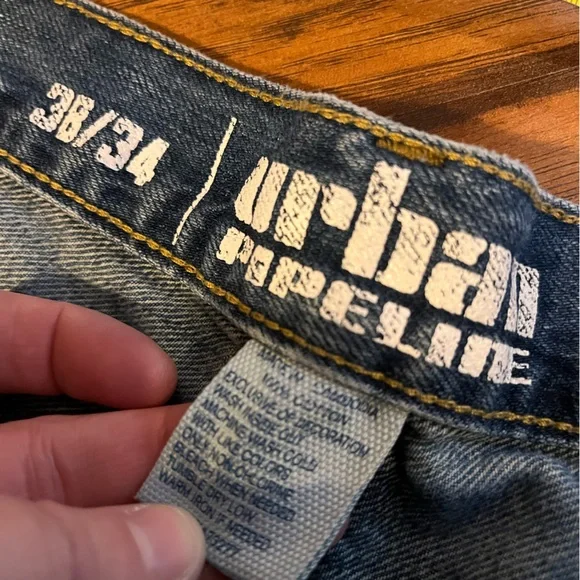 38/34
urban
PIPELINE
MADE IN CAMBODIA
100% COTTON
EXCLUSIVE OF DECORATION
WASH INSIDE OUT
MACHINE WASH COLD
WITH LIKE COLORS
ONLY NON-CHLORINE
BLEACH WHEN NEEDED
TUMBLE DRY LOW
WARM IRON IF NEEDED